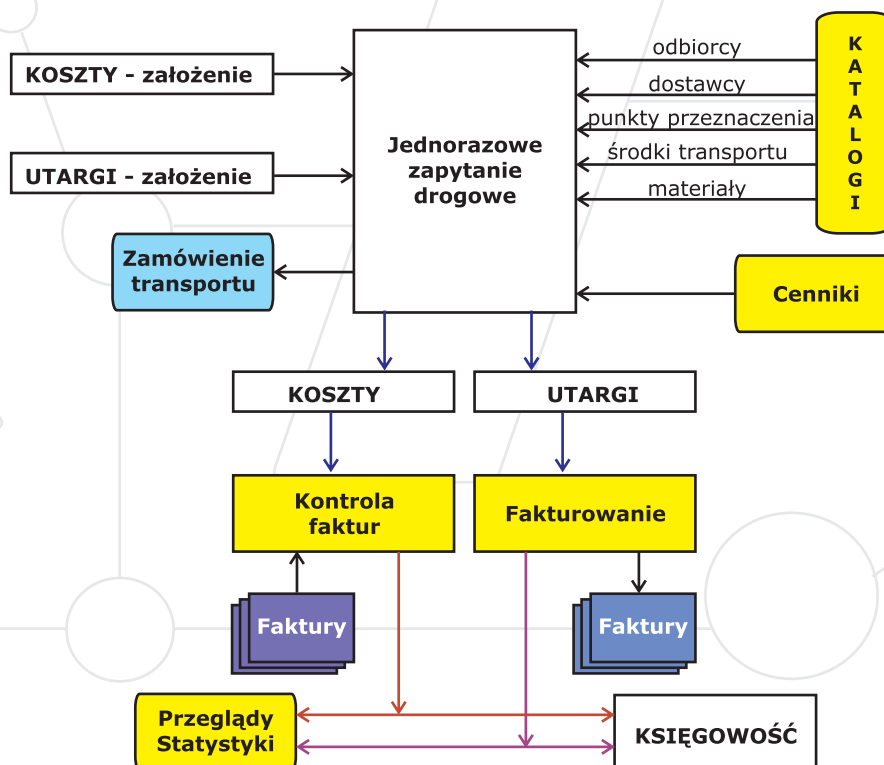 KOSZTY - założenie
UTARGI - założenie
Jednorazowe
zapytanie
drogowe
odbiorcy
dostawcy
punkty przeznaczenia
środki transportu
materiały
K
A
T
A
L
O
G
I
Zamówienie
transportu
Cenniki
KOSZTY
UTARGI
Kontrola
faktur
Fakturowanie
Faktury
Faktury
Przeglądy
Statystyki
KSIĘGOWOŚĆ